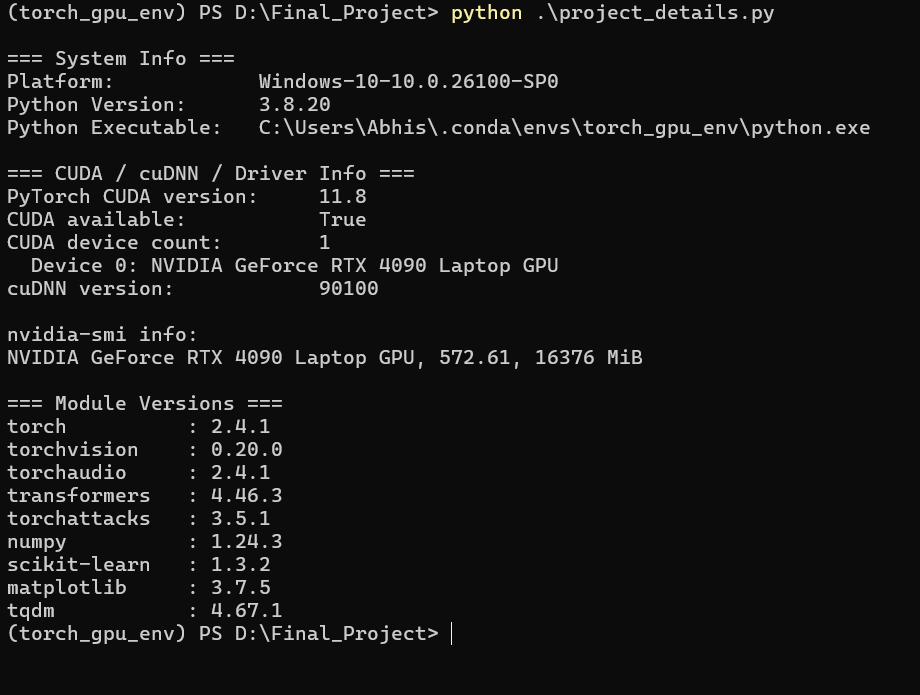 (torch_gpu_env) PS D:\Final_Project> python .\project_details.py
=== System Info ===
Platform:            Windows-10-10.0.26100-SP0
Python Version:      3.8.20
Python Executable:   C:\Users\Abhis\.conda\envs\torch_gpu_env\python.exe
=== CUDA / cuDNN / Driver Info ===
PyTorch CUDA version:     11.8
CUDA available:           True
CUDA device count:        1
  Device 0: NVIDIA GeForce RTX 4090 Laptop GPU
cuDNN version:            90100
nvidia-smi info:
NVIDIA GeForce RTX 4090 Laptop GPU, 572.61, 16376 MiB
=== Module Versions ===
torch          : 2.4.1
torchvision    : 0.20.0
torchaudio     : 2.4.1
transformers   : 4.46.3
torchattacks   : 3.5.1
numpy          : 1.24.3
scikit-learn   : 1.3.2
matplotlib     : 3.7.5
tqdm           : 4.67.1
(torch_gpu_env) PS D:\Final_Project>